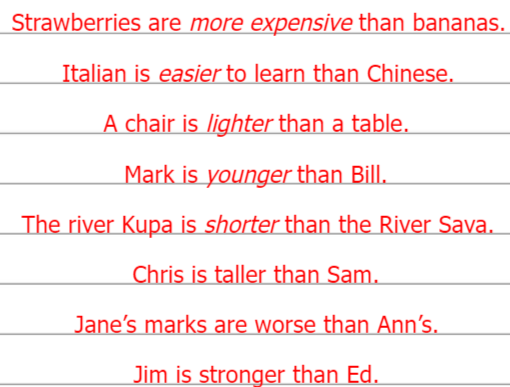 Strawberries are more expensive than bananas.
Italian is easier to learn than Chinese.
A chair is lighter than a table.
Mark is younger than Bill.
The river Kupa is shorter than the River Sava.
Chris is taller than Sam.
Jane’s marks are worse than Ann’s.
Jim is stronger than Ed.